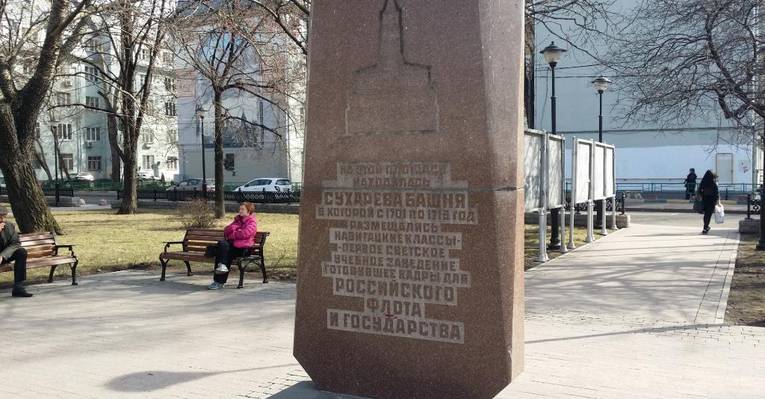 НА ЭТОЙ ПЛОЩАДИ
НАХОДИЛАСЬ
СУХАРЕВА БАШНЯ
В КОТОРОЙ С 1701 ПО 1715 ГОД
РАЗМЕЩАЛИСЬ
НАВИГАЦКИЕ КЛАССЫ–
ПЕРВОЕ СВЕТСКОЕ
УЧЕБНОЕ ЗАВЕДЕНИЕ
ГОТОВИВШЕЕ КАДРЫ ДЛЯ
РОССИЙСКОГО
ФЛОТА
И ГОСУДАРСТВА